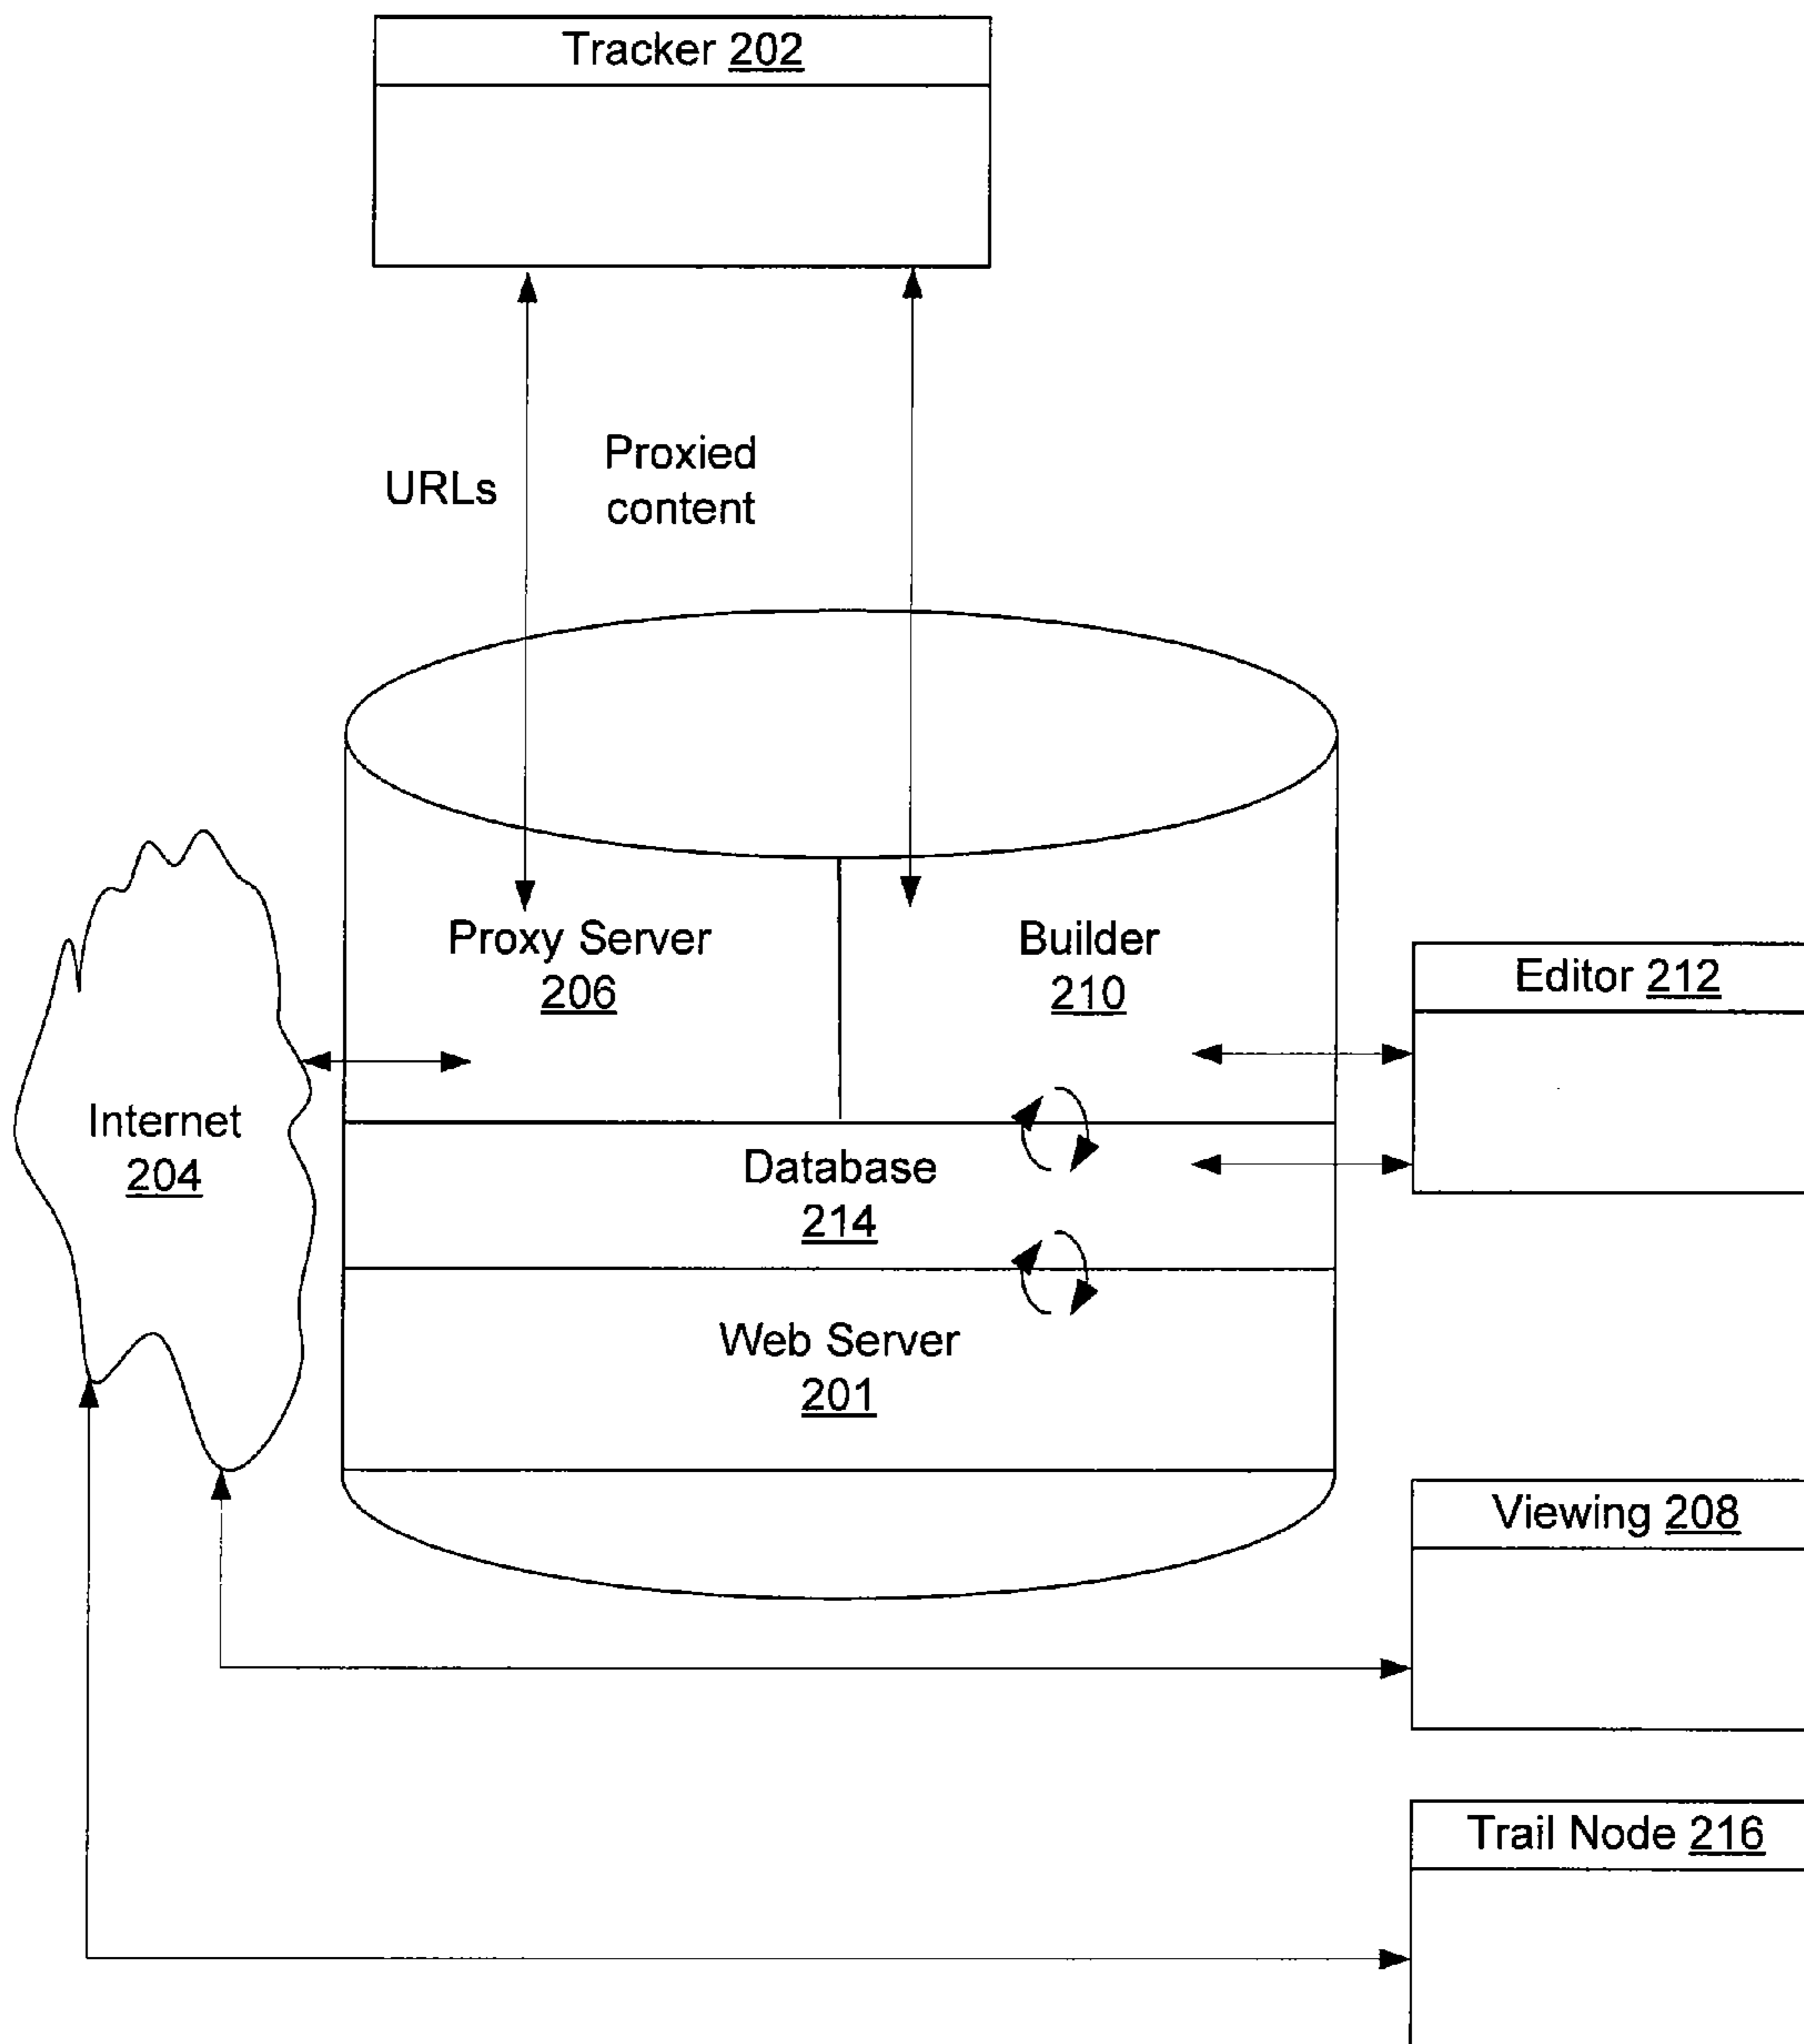 Tracker 202
URLs
Proxied
content
Proxy Server
206
Builder
210
Editor 212
Internet
204
Database
214
Web Server
201
Viewing 208
Trail Node 216